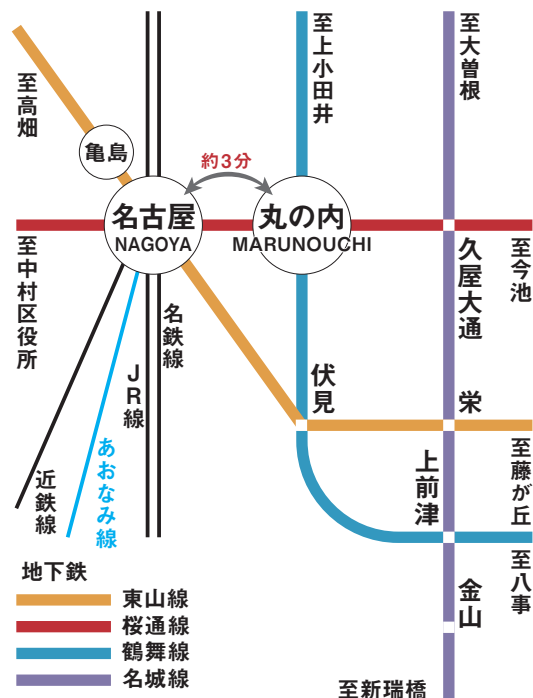 至高畑
至上小田井
至大曽根
亀島
約3分
名古屋
NAGOYA
丸の内
MARUNOUCHI
至中村区役所
久屋大通
至今池
名鉄線
JR線
伏見
栄
あおなみ線
近鉄線
上前津
至藤が丘
至八事
金山
至新瑞橋
地下鉄
東山線
桜通線
鶴舞線
名城線